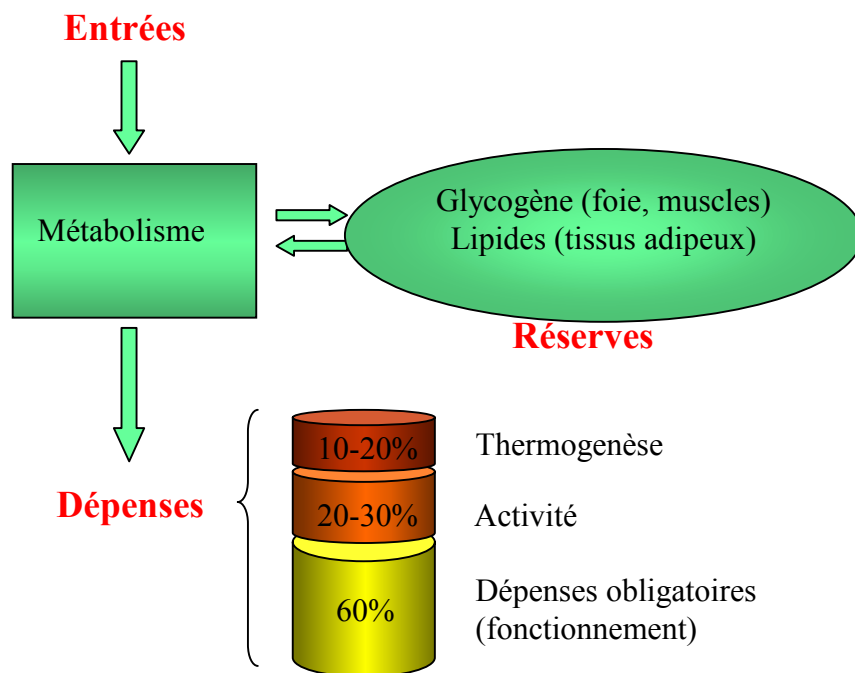 Entrées
Métabolisme
Glycogène (foie, muscles)
Lipides (tissus adipeux)
Réserves
Dépenses
10-20%
Thermogenèse
20-30%
Activité
60%
Dépenses obligatoires
(fonctionnement)